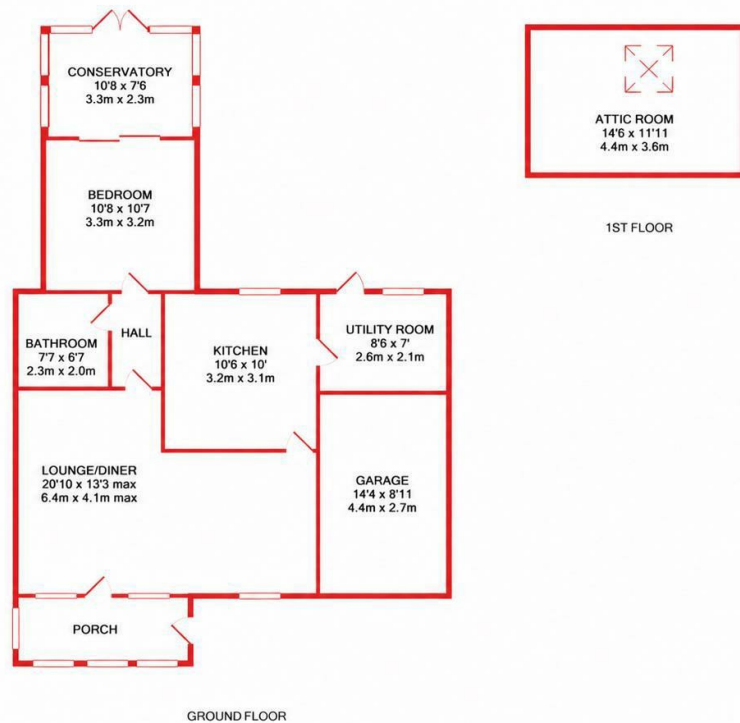 CONSERVATORY
10'8 x 7'6
3.3m x 2.3m
ATTIC ROOM
14'6 x 11'11
4.4m x 3.6m
1ST FLOOR
BEDROOM
10'8 x 10'7
3.3m x 3.2m
BATHROOM
7'7 x 6'7
2.3m x 2.0m
HALL
KITCHEN
10'6 x 10'
3.2m x 3.1m
UTILITY ROOM
8'6 x 7'
2.6m x 2.1m
LOUNGE/DINER
20'10 x 13'3 max
6.4m x 4.1m max
GARAGE
14'4 x 8'11
4.4m x 2.7m
PORCH
GROUND FLOOR